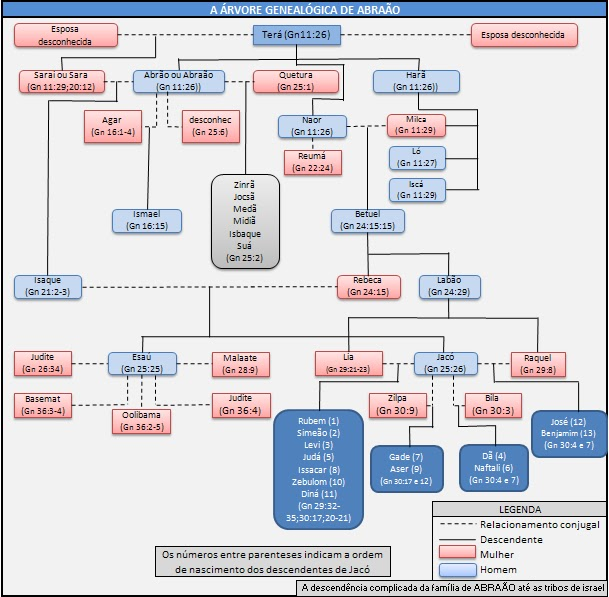 A ÁRVORE GENEALÓGICA DE ABRAÃO
Esposa
desconhecida
Terá (Gn11:26)
Esposa desconhecida
Sarai ou Sara
(Gn 11:29;20:12)
Abrão ou Abraão
(Gn 11:26))
Quetura
(Gn 25:1)
Harã
(Gn 11:26))
Agar
(Gn 16:1-4)
desconhec
(Gn 25:6)
Naor
(Gn 11:26)
Milca
(Gn 11:29)
Reumá
(Gn 22:24)
Ló
(Gn 11:27)
Iscá
(Gn 11:29)
Zinrã
Jocsã
Medã
Midiã
Isbaque
Suá
(Gn 25:2)
Ismael
(Gn 16:15)
Betuel
(Gn 24:15:15)
Isaque
(Gn 21:2-3)
Rebeca
(Gn 24:15)
Labão
(Gn 24:29)
Judite
(Gn 26:34)
Esaú
(Gn 25:25)
Malaate
(Gn 28:9)
Lia
(Gn 29:21-23)
Jacó
(Gn 25:26)
Raquel
(Gn 29:8)
Basemat
(Gn 36:3-4)
Oolibama
(Gn 36:2-5)
Judite
(Gn 36:4)
Zilpa
(Gn 30:9)
Bila
(Gn 30:3)
Rubem (1)
Simeão (2)
Levi (3)
Judá (5)
Issacar (8)
Zebulom (10)
Diná (11)
(Gn 29:32-
35;30:17;20-21)
Gade (7)
Aser (9)
(Gn 30:17 e 12)
Dã (4)
Naftali (6)
(Gn 30:4 e 7)
José (12)
Benjamim (13)
(Gn 30:4 e 7)
LEGENDA
Relacionamento conjugal
Descendente
Mulher
Homem
Os números entre parenteses indicam a ordem
de nascimento dos descendentes de Jacó
A descendência complicada da família de ABRAÃO até as tribos de israel